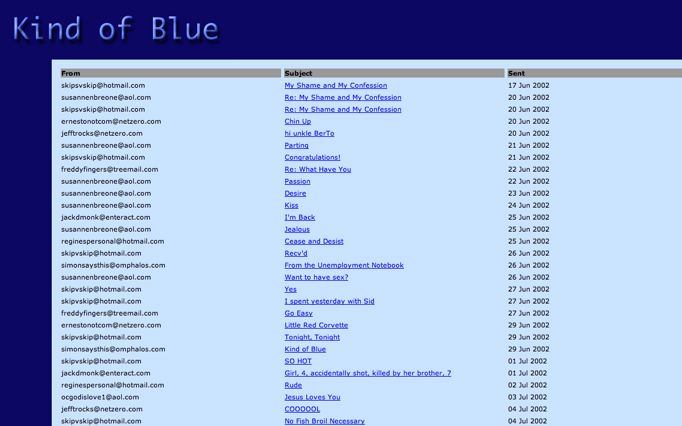 Kind of Blue
From Subject Sent
skipsvskip@hotmail.com My Shame and My Confession 17 Jun 2002
susannenbreone@aol.com Re: My Shame and My Confession 20 Jun 2002
skipsvskip@hotmail.com Re: My Shame and My Confession 20 Jun 2002
ernestonotcom@netzero.com Chin Up 20 Jun 2002
jefftrocks@netzero.com hi unkle BerTo 20 Jun 2002
susannenbreone@aol.com Parting 21 Jun 2002
skipsvskip@hotmail.com Congratulations! 21 Jun 2002
freddyfingers@treemail.com Re: What Have You 22 Jun 2002
susannenbreone@aol.com Passion 22 Jun 2002
susannenbreone@aol.com Desire 23 Jun 2002
susannenbreone@aol.com Kiss 24 Jun 2002
jackdmonk@enteract.com I'm Back 25 Jun 2002
susannenbreone@aol.com Jealous 25 Jun 2002
reginespersonal@hotmail.com Cease and Desist 25 Jun 2002
skipvskip@hotmail.com Recv'd 26 Jun 2002
simonsaysthis@omphalos.com From the Unemployment Notebook 26 Jun 2002
susannenbreone@aol.com Want to have sex? 26 Jun 2002
skipvskip@hotmail.com Yes 27 Jun 2002
skipvskip@hotmail.com I spent yesterday with Sid 27 Jun 2002
freddyfingers@treemail.com Go Easy 27 Jun 2002
ernestonotcom@netzero.com Little Red Corvette 29 Jun 2002
skipvskip@hotmail.com Tonight, Tonight 29 Jun 2002
simonsaysthis@omphalos.com Kind of Blue 29 Jun 2002
skipvskip@hotmail.com SO HOT 01 Jul 2002
jackdmonk@enteract.com Girl, 4, accidentally shot, killed by her brother, 7 01 Jul 2002
reginespersonal@hotmail.com Rude 02 Jul 2002
ocgodislove1@aol.com Jesus Loves You 03 Jul 2002
jefftrocks@netzero.com COOOOOL 04 Jul 2002
skipvskip@hotmail.com No Fish Broil Necessary 04 Jul 2002